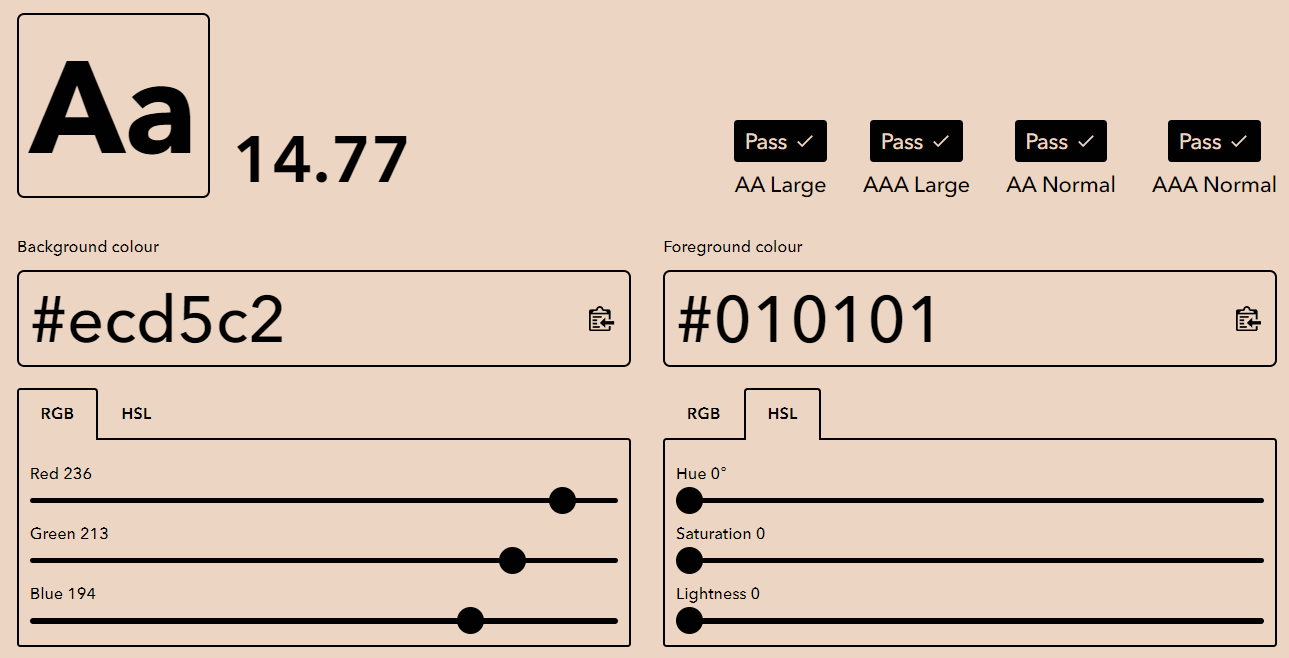 Aa
14.77
Pass ✓ Pass ✓ Pass ✓ Pass ✓
AA Large AAA Large AA Normal AAA Normal
Background colour
#ecd5c2
RGB HSL
Red 236
Green 213
Blue 194
Foreground colour
#010101
RGB HSL
Hue 0°
Saturation 0
Lightness 0